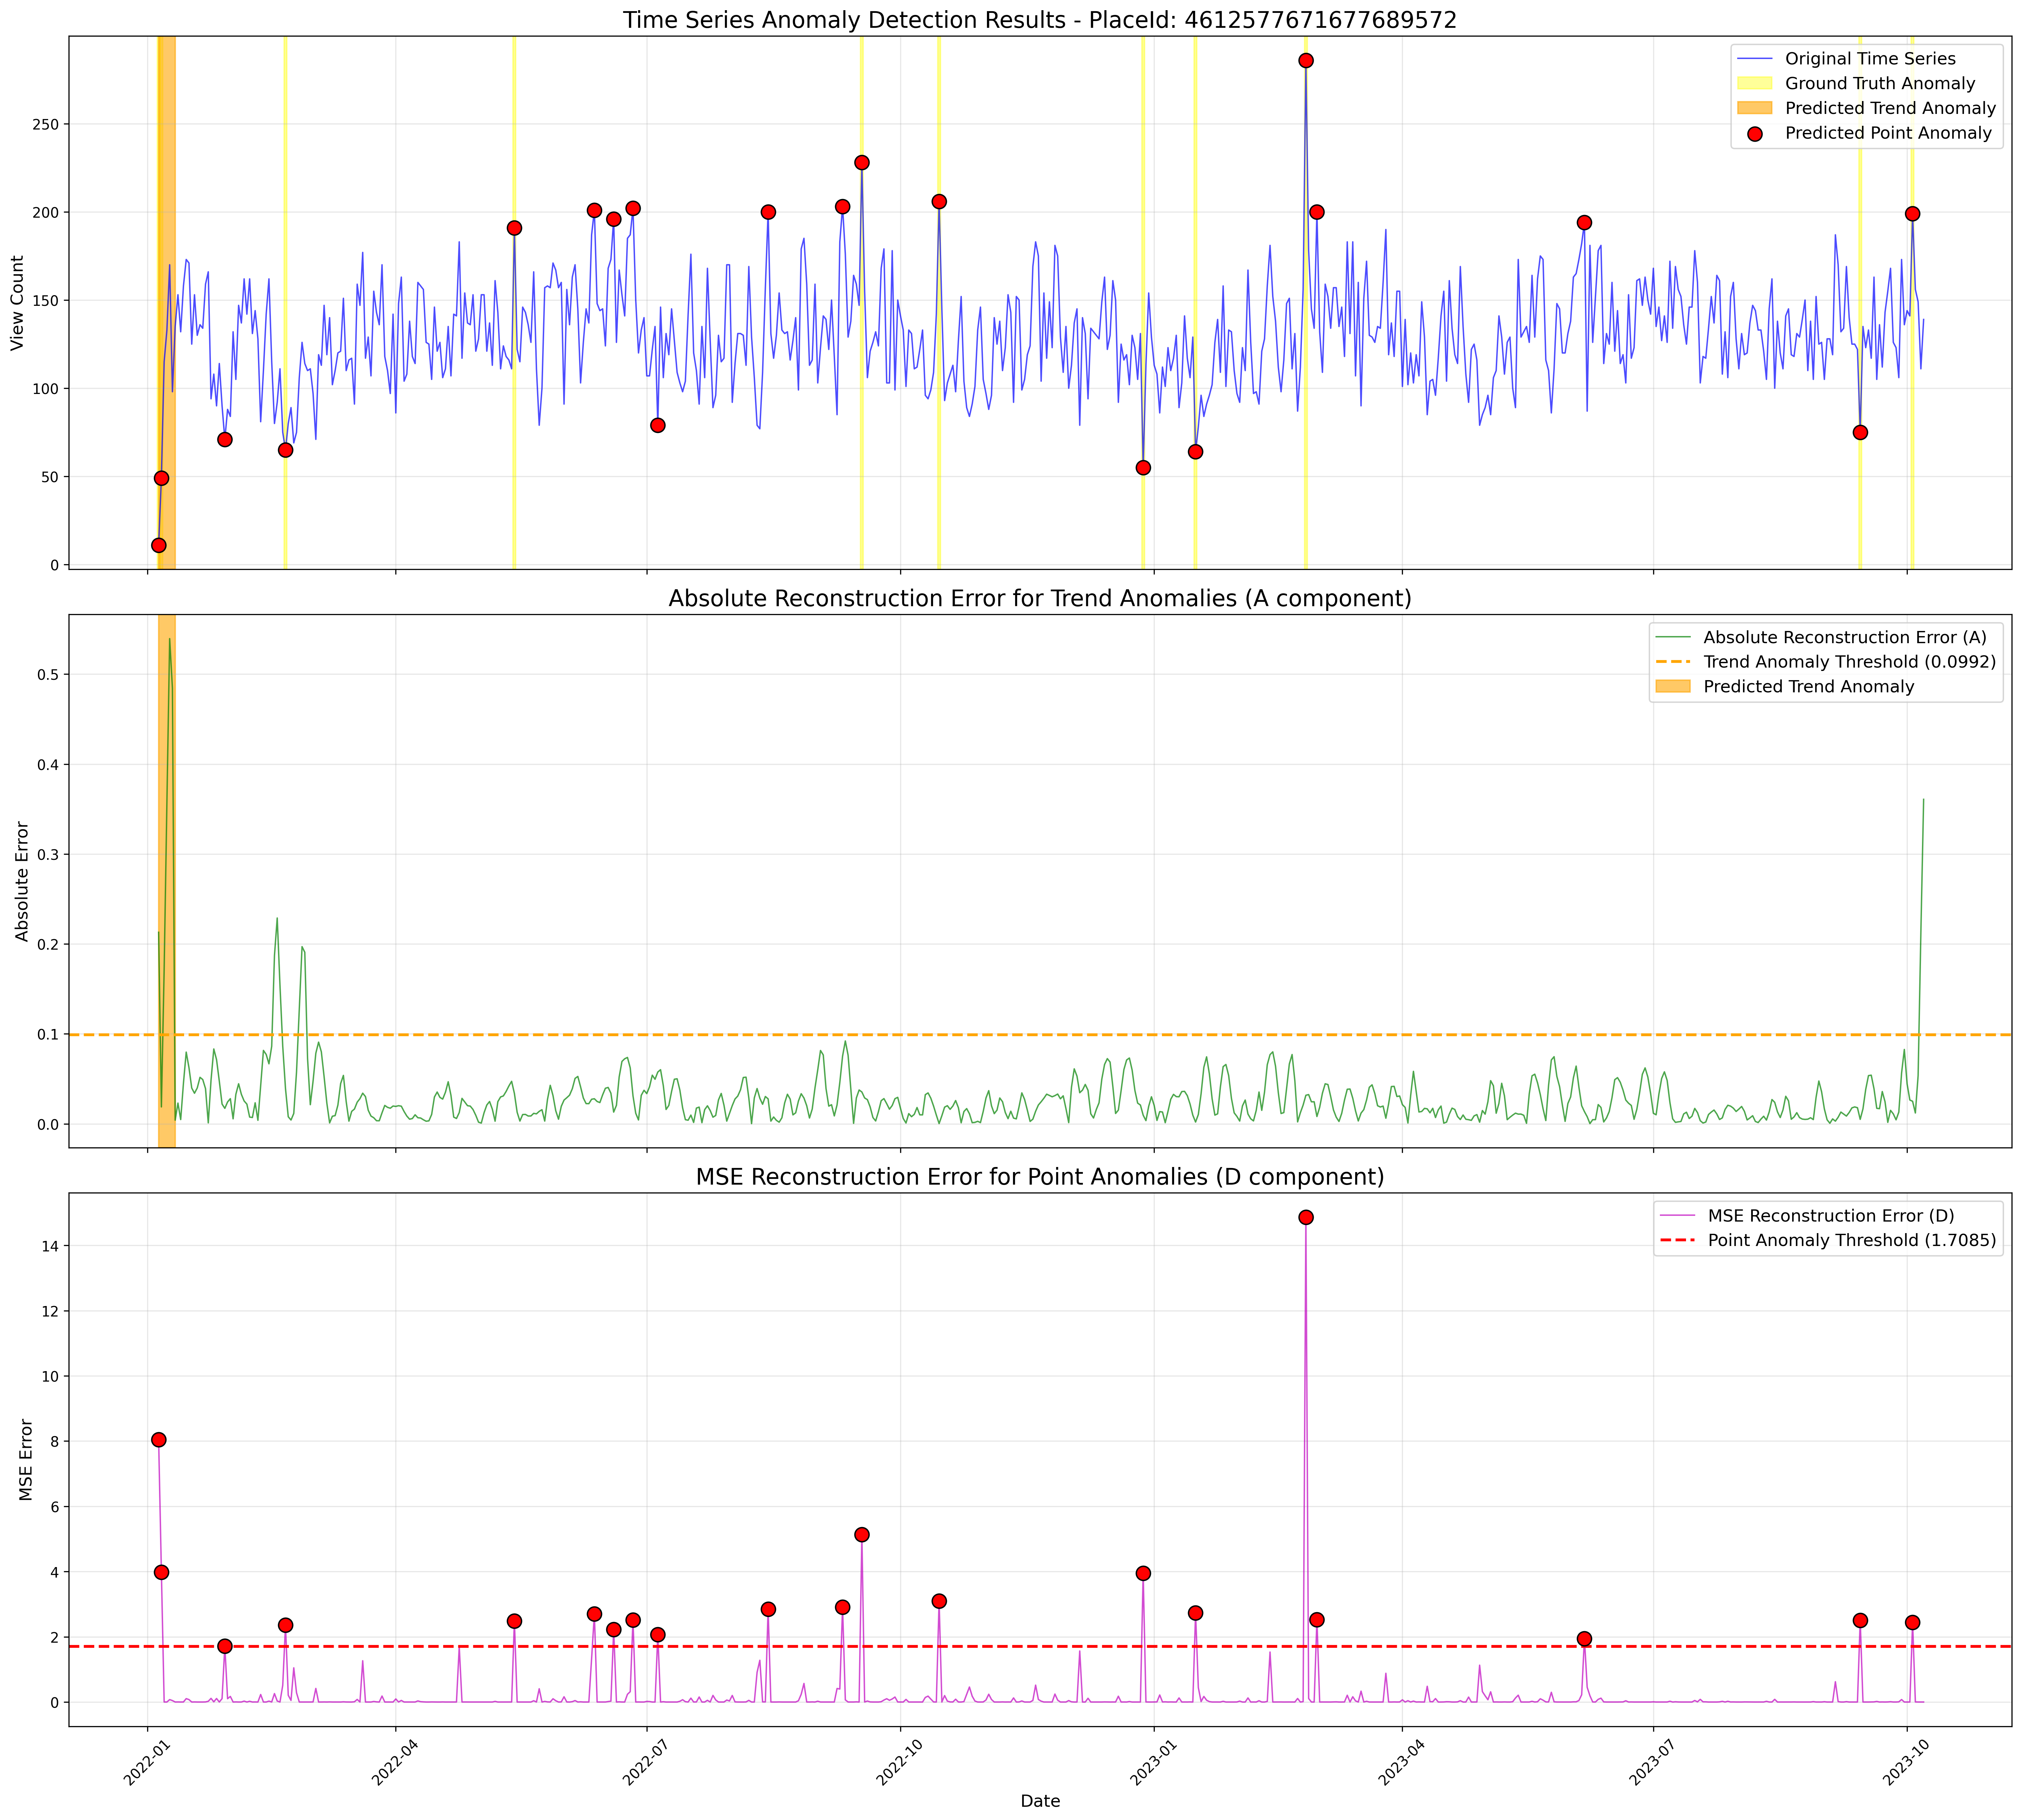 Time Series Anomaly Detection Results - PlaceId: 4612577671677689572
Original Time Series
Ground Truth Anomaly
Predicted Trend Anomaly
Predicted Point Anomaly
View Count
250
200
150
100
50
0
Absolute Reconstruction Error for Trend Anomalies (A component)
Absolute Reconstruction Error (A)
Trend Anomaly Threshold (0.0992)
Predicted Trend Anomaly
Absolute Error
0.5
0.4
0.3
0.2
0.1
0.0
MSE Reconstruction Error for Point Anomalies (D component)
MSE Reconstruction Error (D)
Point Anomaly Threshold (1.7085)
MSE Error
14
12
10
8
6
4
2
0
2022-01
2022-04
2022-07
2022-10
2023-01
2023-04
2023-07
2023-10
Date